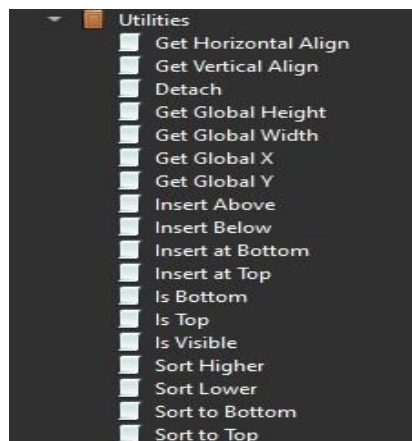 Utilities
Get Horizontal Align
Get Vertical Align
Detach
Get Global Height
Get Global Width
Get Global X
Get Global Y
Insert Above
Insert Below
Insert at Bottom
Insert at Top
Is Bottom
Is Top
Is Visible
Sort Higher
Sort Lower
Sort to Bottom
Sort to Top